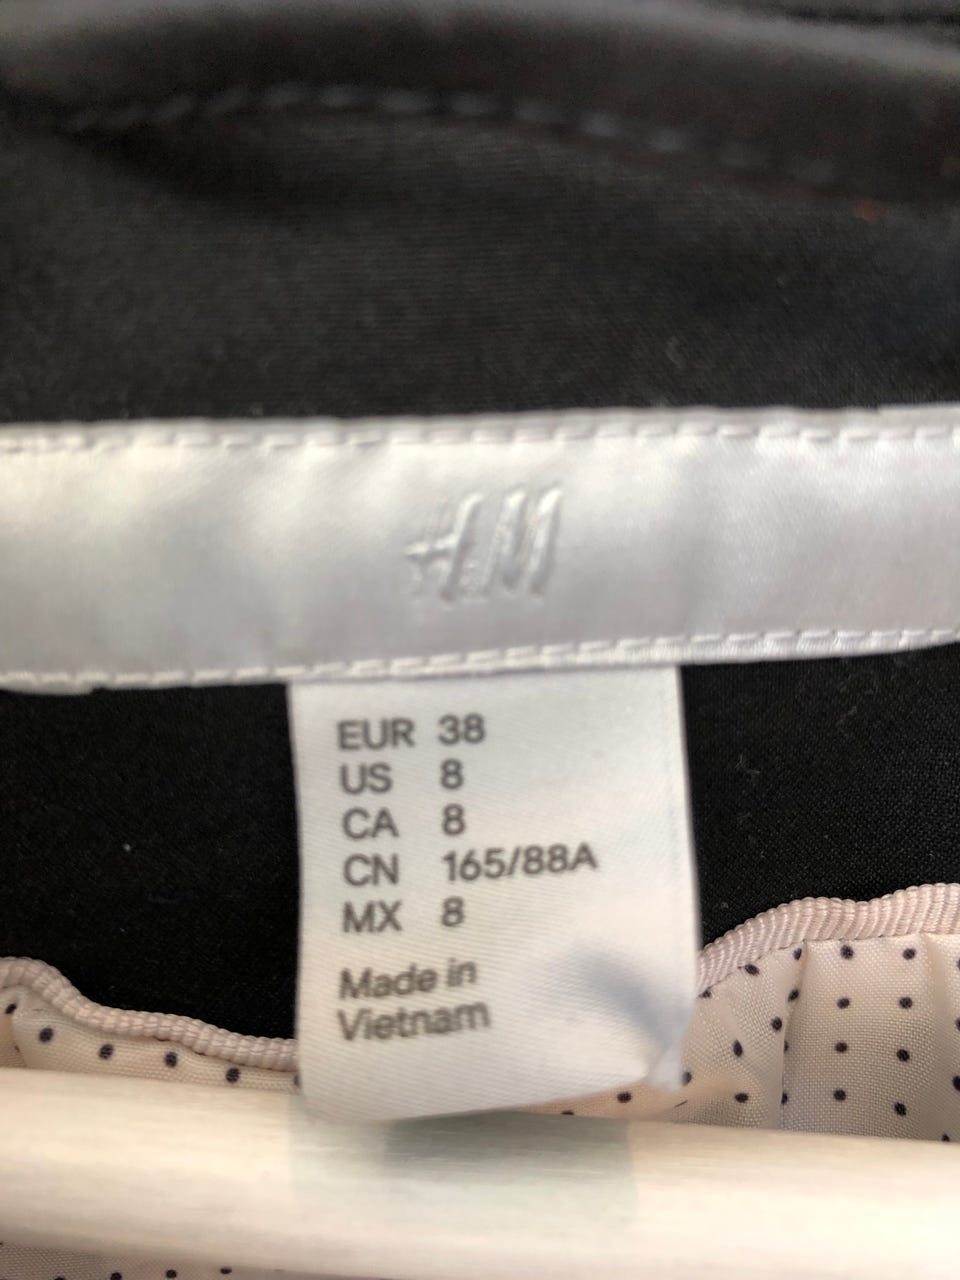 H&M
EUR 38
US 8
CA 8
CN 165/88A
MX 8
Made in
Vietnam